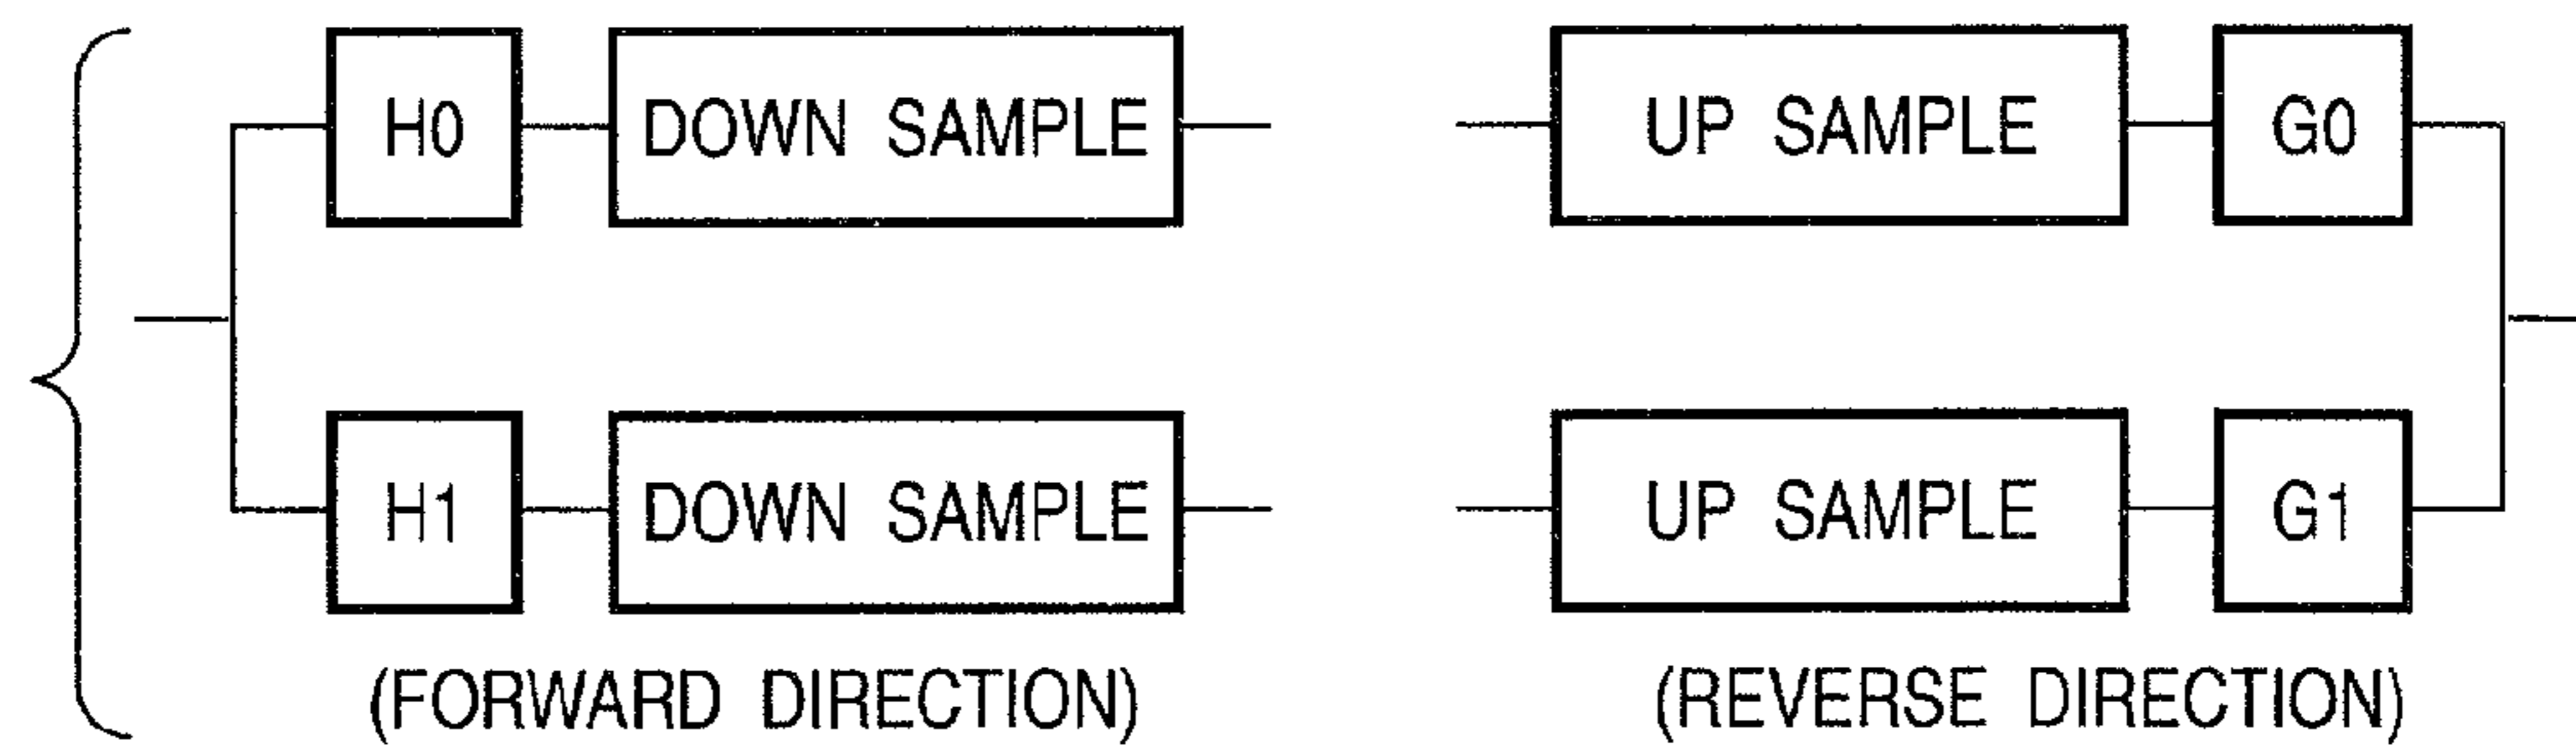 H0 DOWN SAMPLE UP SAMPLE G0
H1 DOWN SAMPLE UP SAMPLE G1
(FORWARD DIRECTION) (REVERSE DIRECTION)